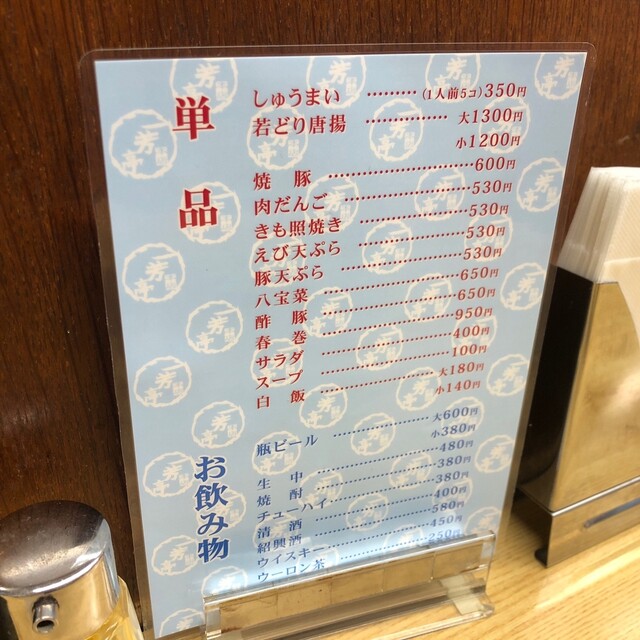 単品
しゅうまい ………(1人前5コ)350円
若どり唐揚 …………… 大1300円
小1200円
焼 豚 ……………………600円
肉だんご ……………………530円
きも照焼き ……………………530円
えび天ぷら ……………………530円
豚天ぷら ……………………530円
八宝菜 ……………………650円
酢 豚 ……………………650円
春 巻 ……………………950円
サラダ ……………………400円
スープ ……………………100円
白 飯 ……………………大180円
小140円
お飲み物
瓶ビール ……………………大600円
小380円
生 中 ……………………480円
焼 酎 ……………………380円
チューハイ ……………………380円
清 酒 ……………………400円
紹興酒 ……………………580円
ウイスキー ……………………450円
ウーロン茶 ……………………250円